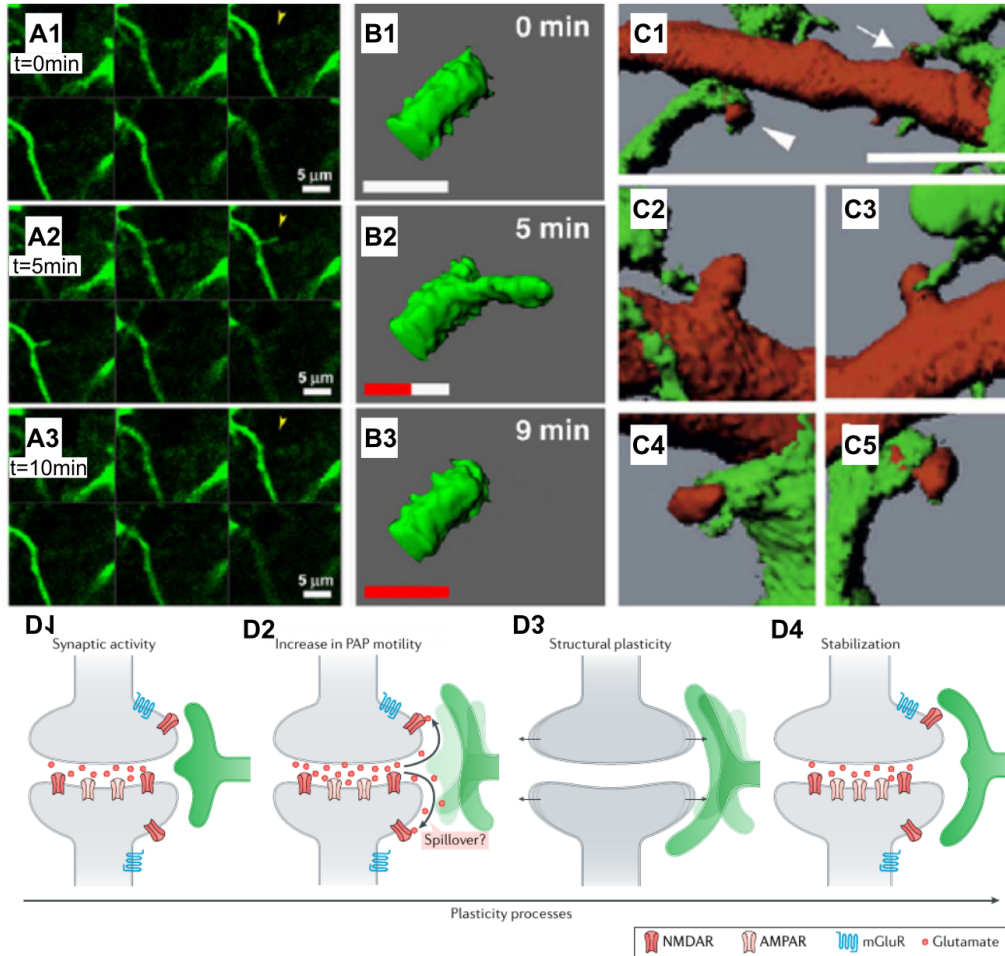 A1
t=0min
5 µm
A2
t=5min
5 µm
A3
t=10min
5 µm
B1
0 min
B2
5 min
B3
9 min
C1
C2
C3
C4
C5
D1
Synaptic activity
D2
Increase in PAP motility
Spillover?
D3
Structural plasticity
D4
Stabilization
Plasticity processes
NMDAR
AMPAR
mGluR
Glutamate